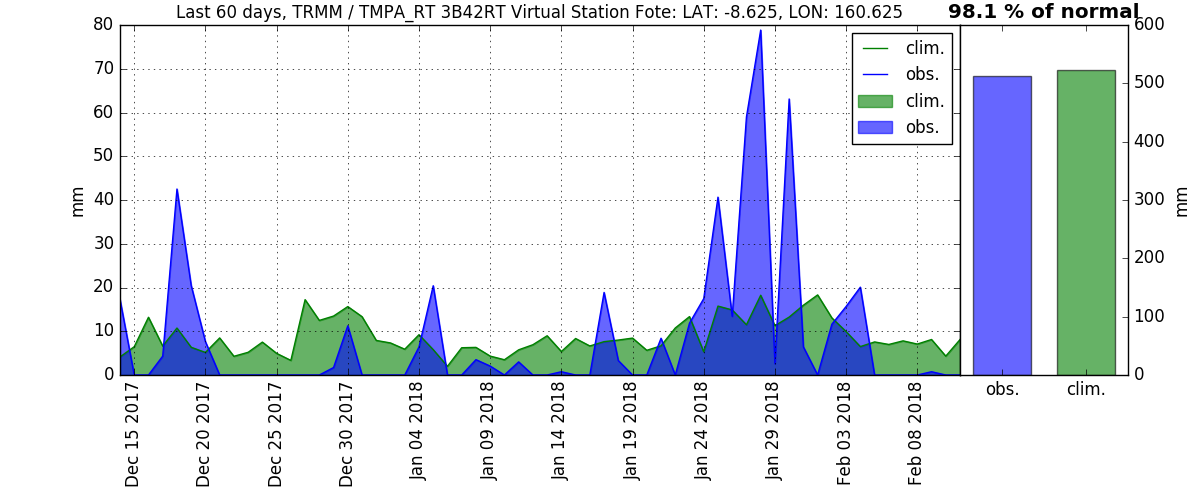 Last 60 days, TRMM / TMPA_RT 3B42RT Virtual Station Fote: LAT: -8.625, LON: 160.625
98.1 % of normal
80
70
60
50
40
30
20
10
0
mm
clim.
obs.
clim.
obs.
600
500
400
300
200
100
0
mm
Dec 15 2017
Dec 20 2017
Dec 25 2017
Dec 30 2017
Jan 04 2018
Jan 09 2018
Jan 14 2018
Jan 19 2018
Jan 24 2018
Jan 29 2018
Feb 03 2018
Feb 08 2018
obs.
clim.